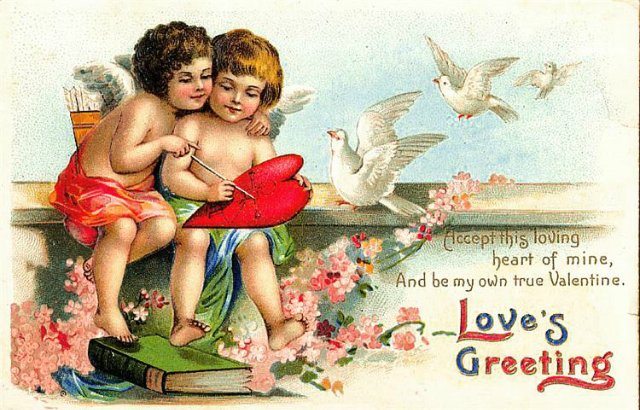 Accept this loving
heart of mine,
And be my own true Valentine.
Love's
Greeting